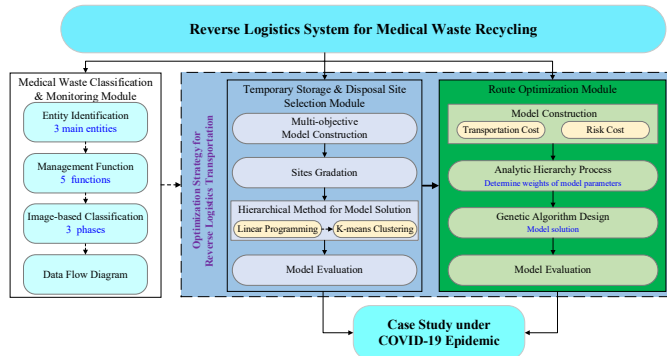 Reverse Logistics System for Medical Waste Recycling
Medical Waste Classification
& Monitoring Module
Entity Identification
3 main entities
Management Function
5 functions
Image-based Classification
3 phases
Data Flow Diagram
Optimization Strategy for
Reverse Logistics Transportation
Temporary Storage & Disposal Site
Selection Module
Multi-objective
Model Construction
Sites Gradation
Hierarchical Method for Model Solution
Linear Programming
K-means Clustering
Model Evaluation
Route Optimization Module
Model Construction
Transportation Cost
Risk Cost
Analytic Hierarchy Process
Determine weights of model parameters
Genetic Algorithm Design
Model solution
Model Evaluation
Case Study under
COVID-19 Epidemic